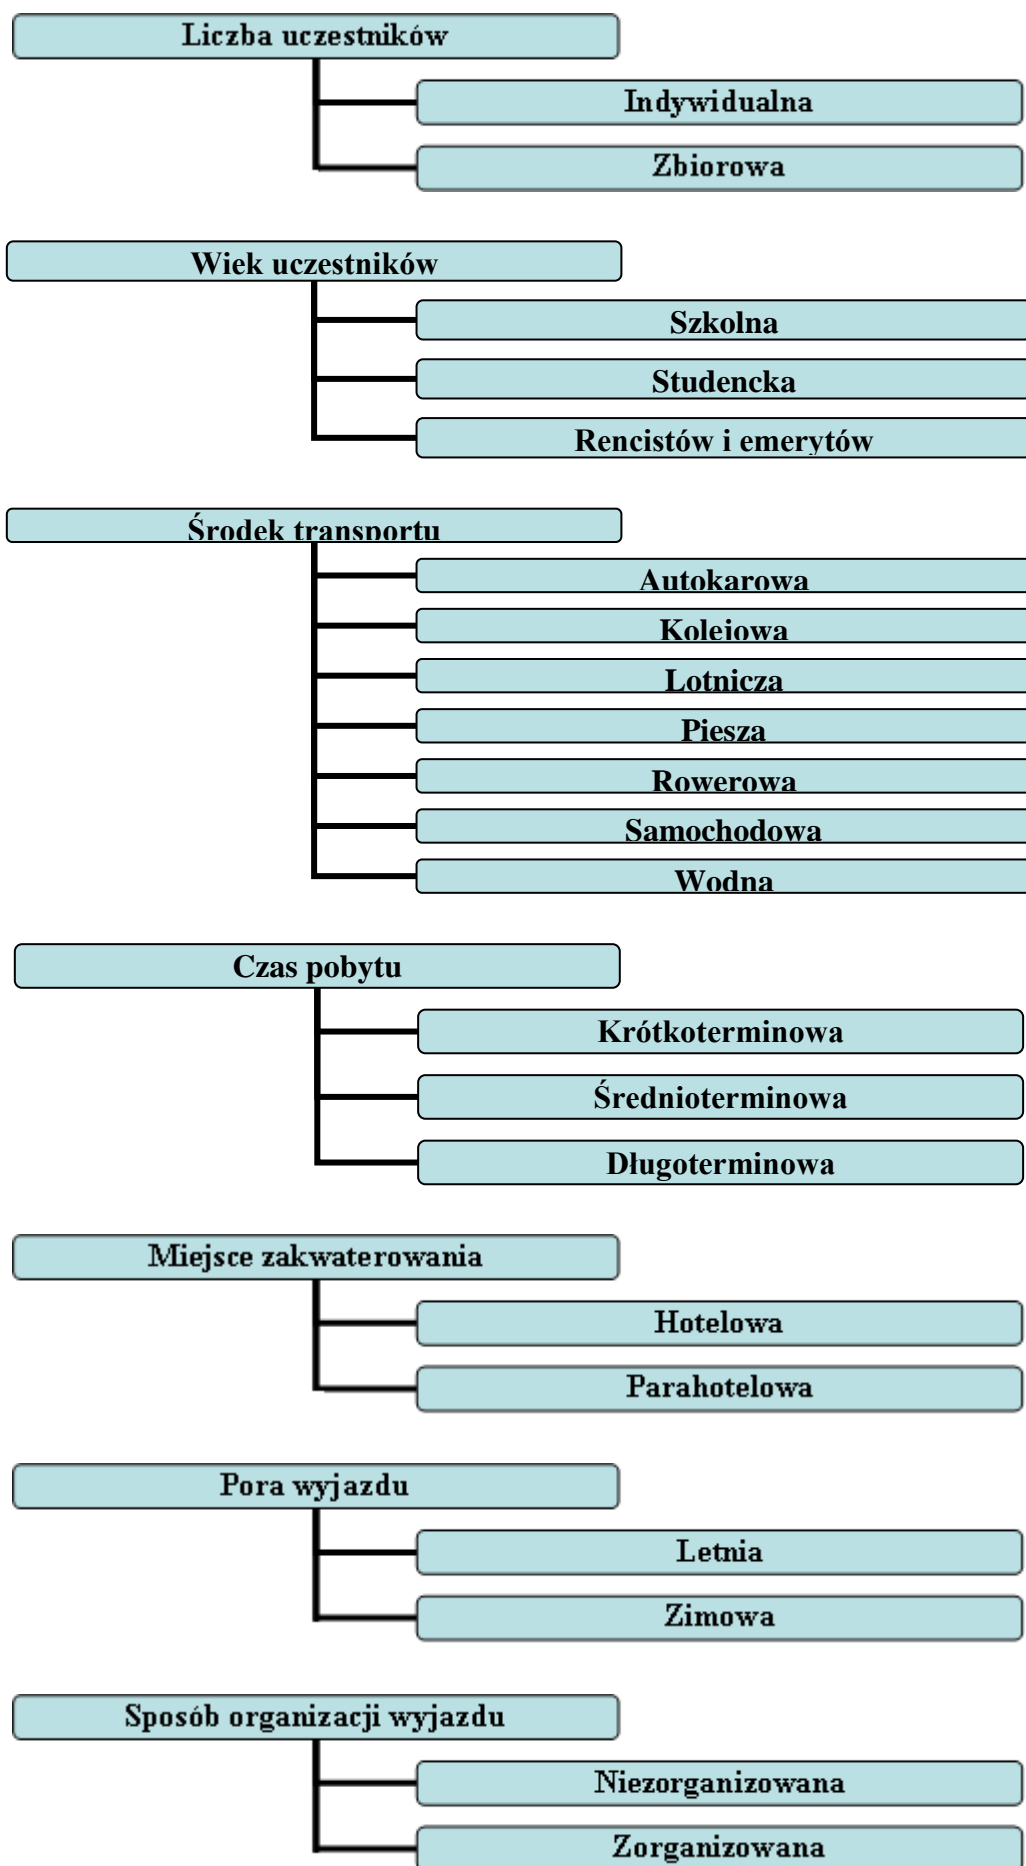 Liczba uczestników
Indywidualna
Zbiorowa
Wiek uczestników
Szkolna
Studencka
Rencistów i emerytów
Środek transportu
Autokarowa
Kolejowa
Lotnicza
Piesza
Rowerowa
Samochodowa
Wodna
Czas pobytu
Krótkoterminowa
Średnioterminowa
Długoterminowa
Miejsce zakwaterowania
Hotelowa
Parahotelowa
Pora wyjazdu
Letnia
Zimowa
Sposób organizacji wyjazdu
Niezorganizowana
Zorganizowana